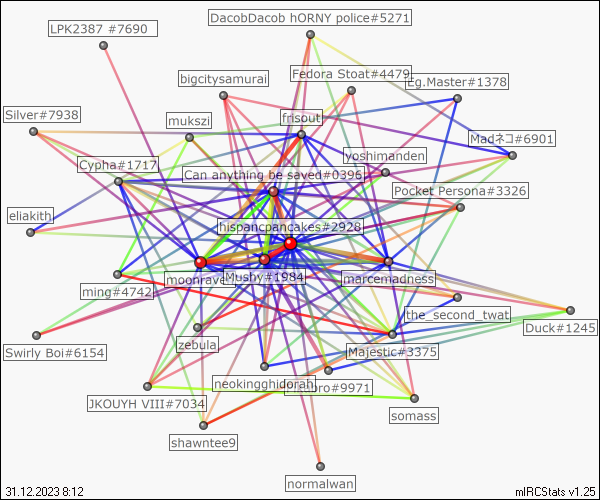 DacobDacob hORNY police#5271
LPK2387 #7690
bigcitysamurai
Fedora Stoat#4479
Eg.Master#1378
Silver#7938
mukszi
frisout
Madネコ#6901
yoshimanden
Cypha#1717
Can anything be saved#0396
Pocket Persona#3326
eliakith
hispancpancakes#2928
moonrave
Mushy#1984
marcemadness
ming#4742
the_second_twat
Duck#1245
Swirly Boi#6154
zebula
Majestic#3375
neokingghidorah
#9971
JKOUYH VIII#7034
somass
shawntee9
normalwan
31.12.2023 8:12
mIRCStats v1.25